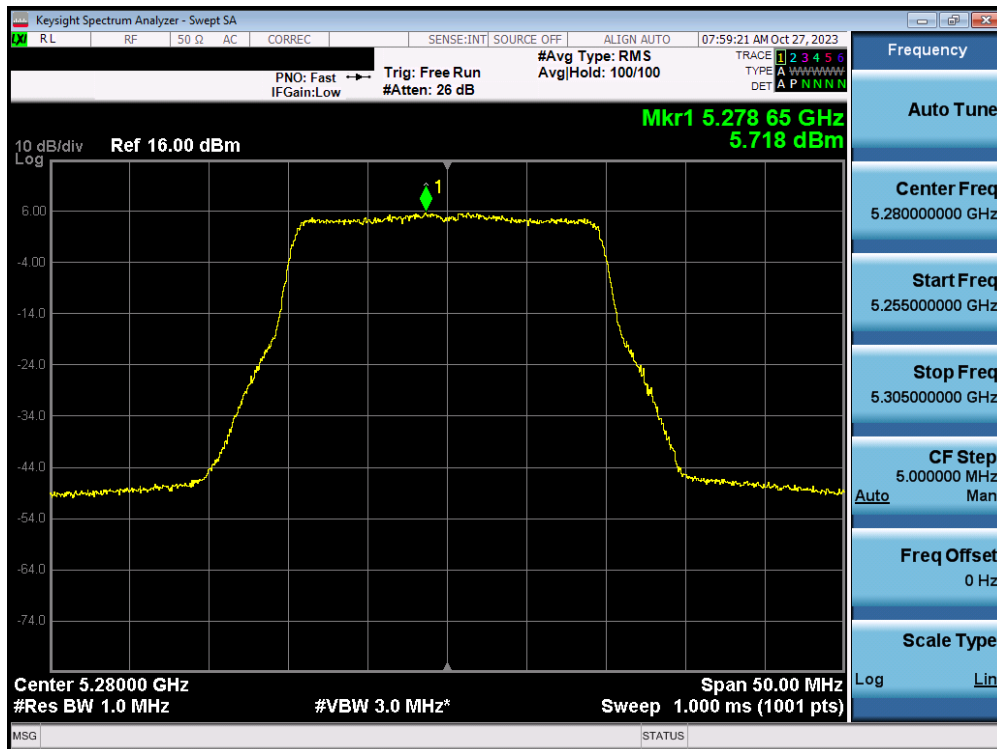 Keysight Spectrum Analyzer - Swept SA
LXI RL RF 50 Ω AC CORREC SENSE:INT SOURCE OFF ALIGN AUTO 07:59:21 AM Oct 27, 2023
PNO: Fast Trig: Free Run #Avg Type: RMS TRACE 1 2 3 4 5 6
IFGain:Low #Atten: 26 dB Avg|Hold: 100/100 TYPE A WWWWW
DET A P N N N N
Mkr1 5.278 65 GHz
5.718 dBm
10 dB/div Ref 16.00 dBm
Log
1
6.00
-4.00
-14.0
-24.0
-34.0
-44.0
-54.0
-64.0
-74.0
Center 5.28000 GHz Span 50.00 MHz
#Res BW 1.0 MHz #VBW 3.0 MHz* Sweep 1.000 ms (1001 pts)
MSG STATUS
Frequency
Auto Tune
Center Freq
5.280000000 GHz
Start Freq
5.255000000 GHz
Stop Freq
5.305000000 GHz
CF Step
5.000000 MHz
Auto Man
Freq Offset
0 Hz
Scale Type
Log Lin